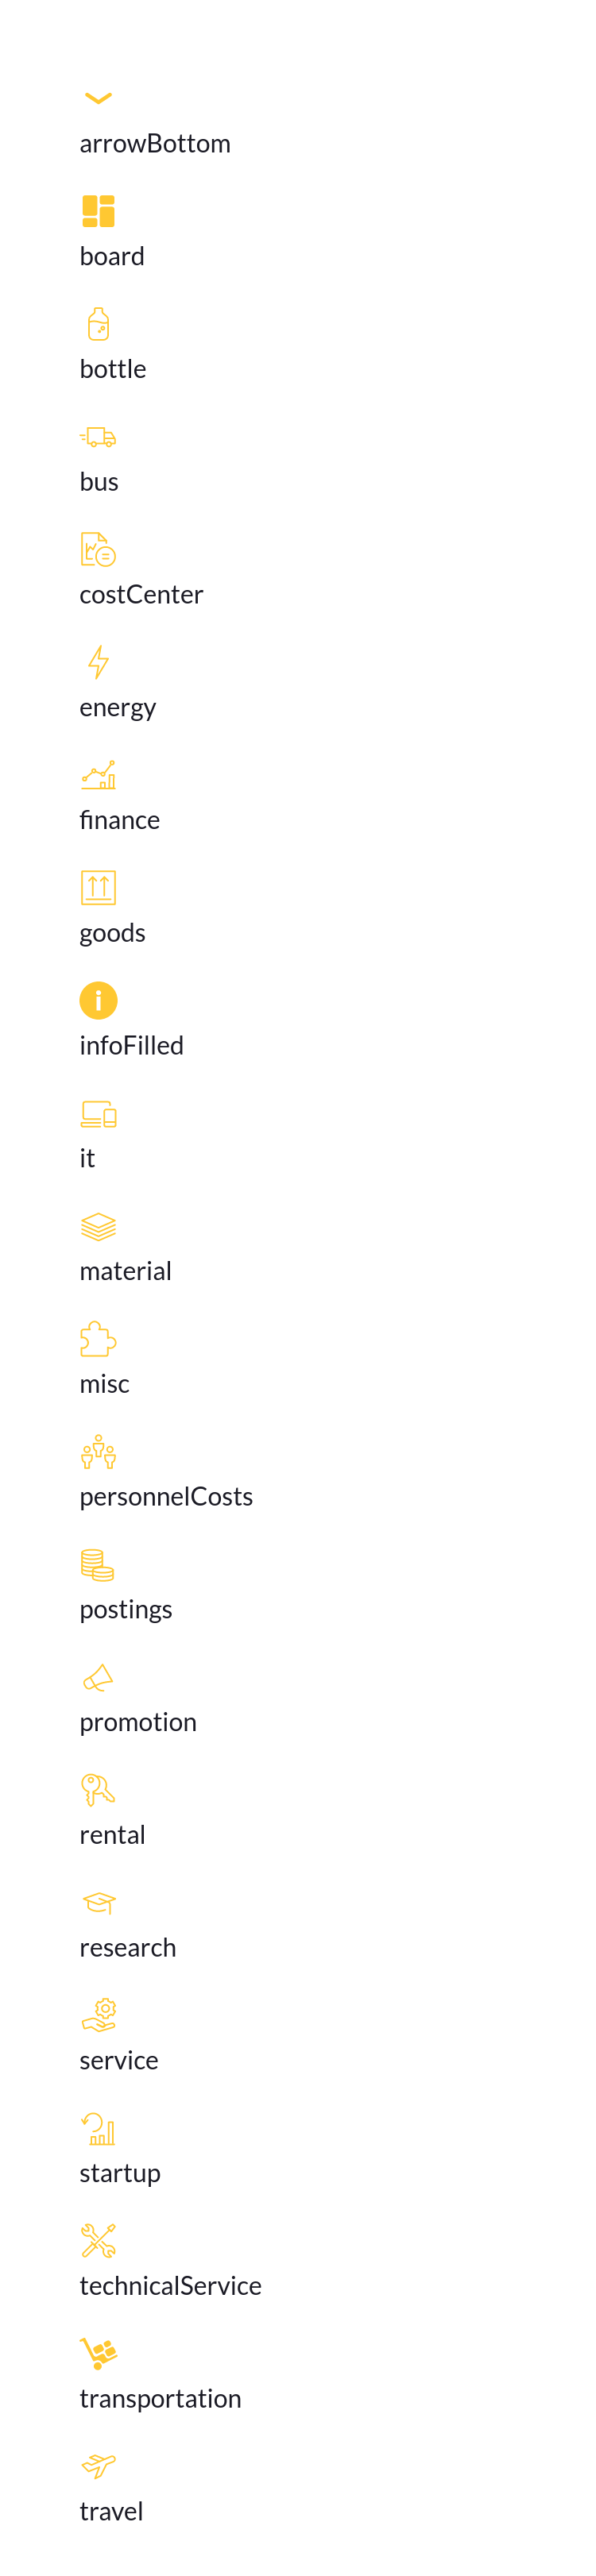 arrowBottom
board
bottle
bus
costCenter
energy
finance
goods
infoFilled
it
material
misc
personnelCosts
postings
promotion
rental
research
service
startup
technicalService
transportation
travel